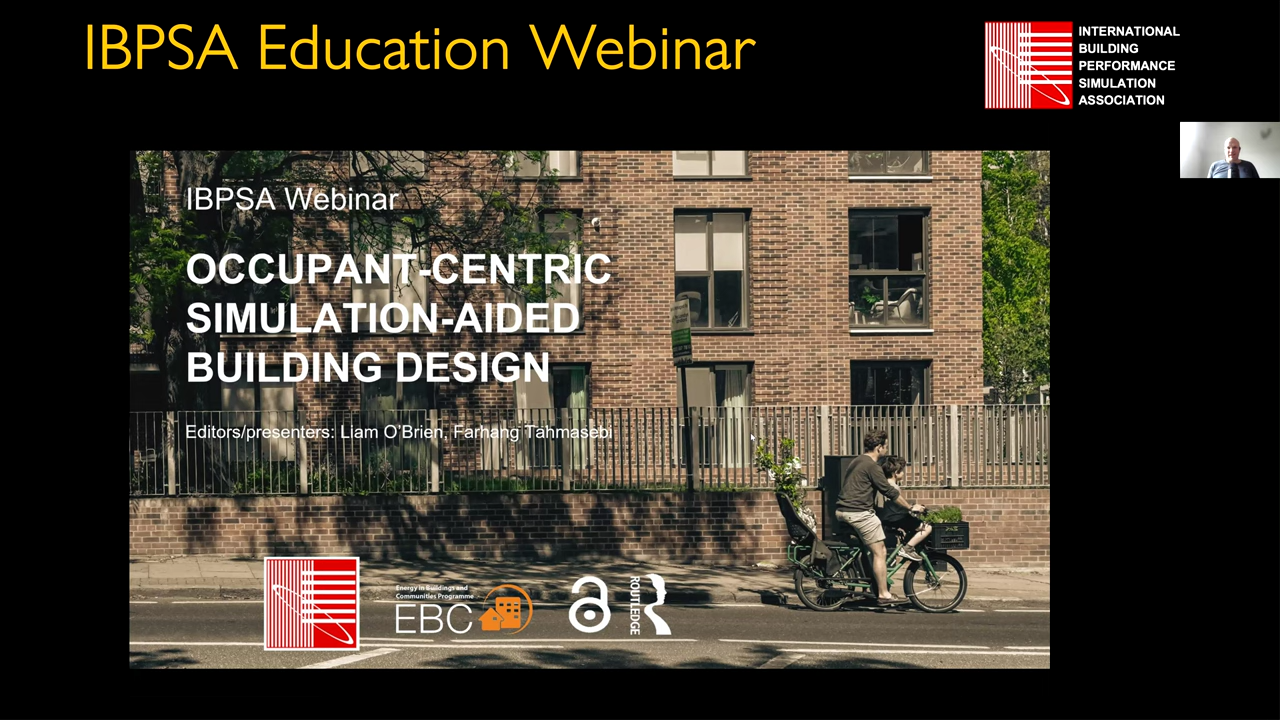 IBPSA Education Webinar
INTERNATIONAL
BUILDING
PERFORMANCE
SIMULATION
ASSOCIATION
IBPSA Webinar
OCCUPANT-CENTRIC
SIMULATION-AIDED
BUILDING DESIGN
Editors/presenters: Liam O'Brien, Farhang Tahmasebi
Energy in Buildings and
Communities Programme
EBC
ROUTLEDGE